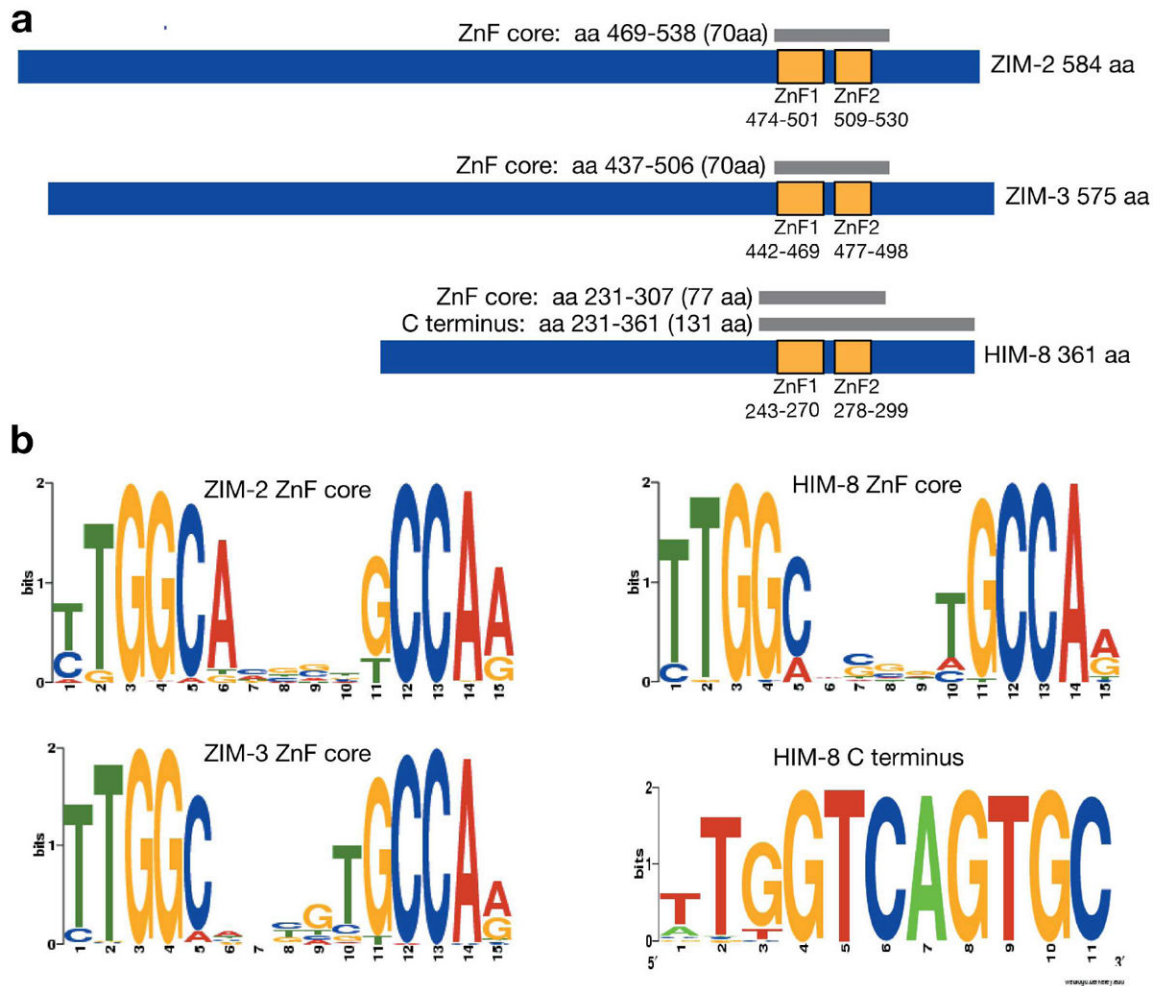 a
ZnF core: aa 469-538 (70aa)
ZIM-2 584 aa
ZnF1 ZnF2
474-501 509-530
ZnF core: aa 437-506 (70aa)
ZIM-3 575 aa
ZnF1 ZnF2
442-469 477-498
ZnF core: aa 231-307 (77 aa)
C terminus: aa 231-361 (131 aa)
HIM-8 361 aa
ZnF1 ZnF2
243-270 278-299
b
ZIM-2 ZnF core
2
bits
1
0
TTGGCA GCCAA
1 2 3 4 5 6 7 8 9 10 11 12 13 14 15
HIM-8 ZnF core
2
bits
1
0
TTGGC TGCCAA
1 2 3 4 5 6 7 8 9 10 11 12 13 14 15
ZIM-3 ZnF core
2
bits
1
0
TTGGC GTGCCAA
1 2 3 4 5 6 7 8 9 10 11 12 13 14 15
HIM-8 C terminus
2
bits
1
0
TTGGTCAGTGC
1 2 3 4 5 6 7 8 9 10 11
5′ 3′